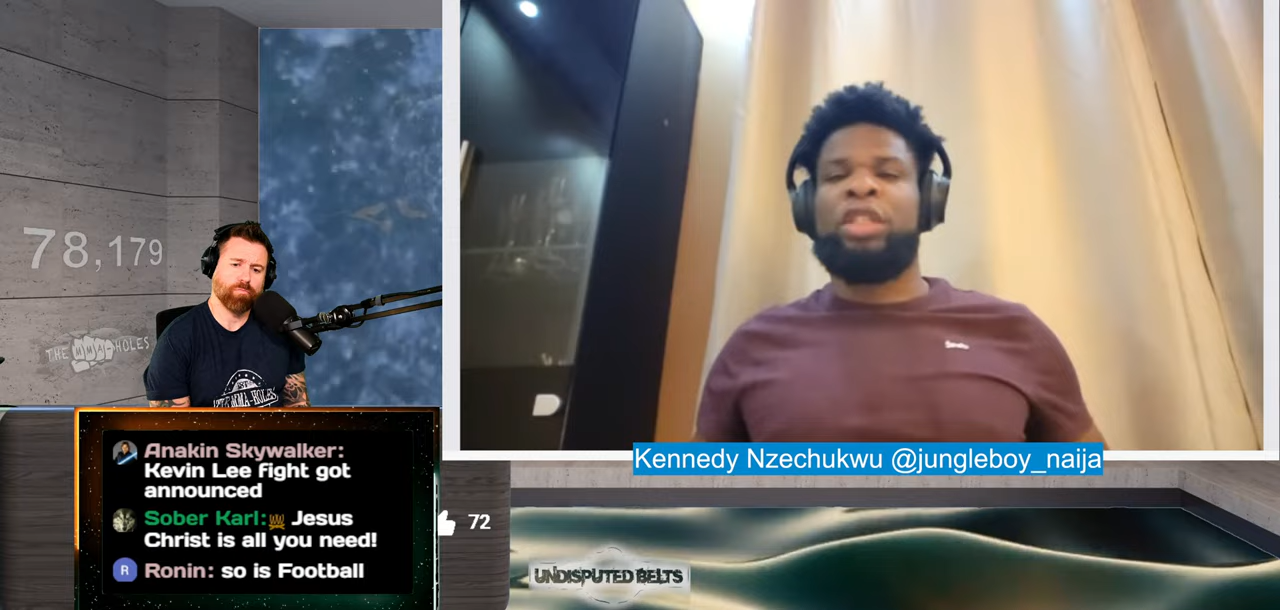 78,179
THE MMA-HOLES
Anakin Skywalker:
Kevin Lee fight got
announced
Sober Karl: Jesus
Christ is all you need!
R Ronin: so is Football
72
Kennedy Nzechukwu @jungleboy_naija
UNDISPUTED BELTS